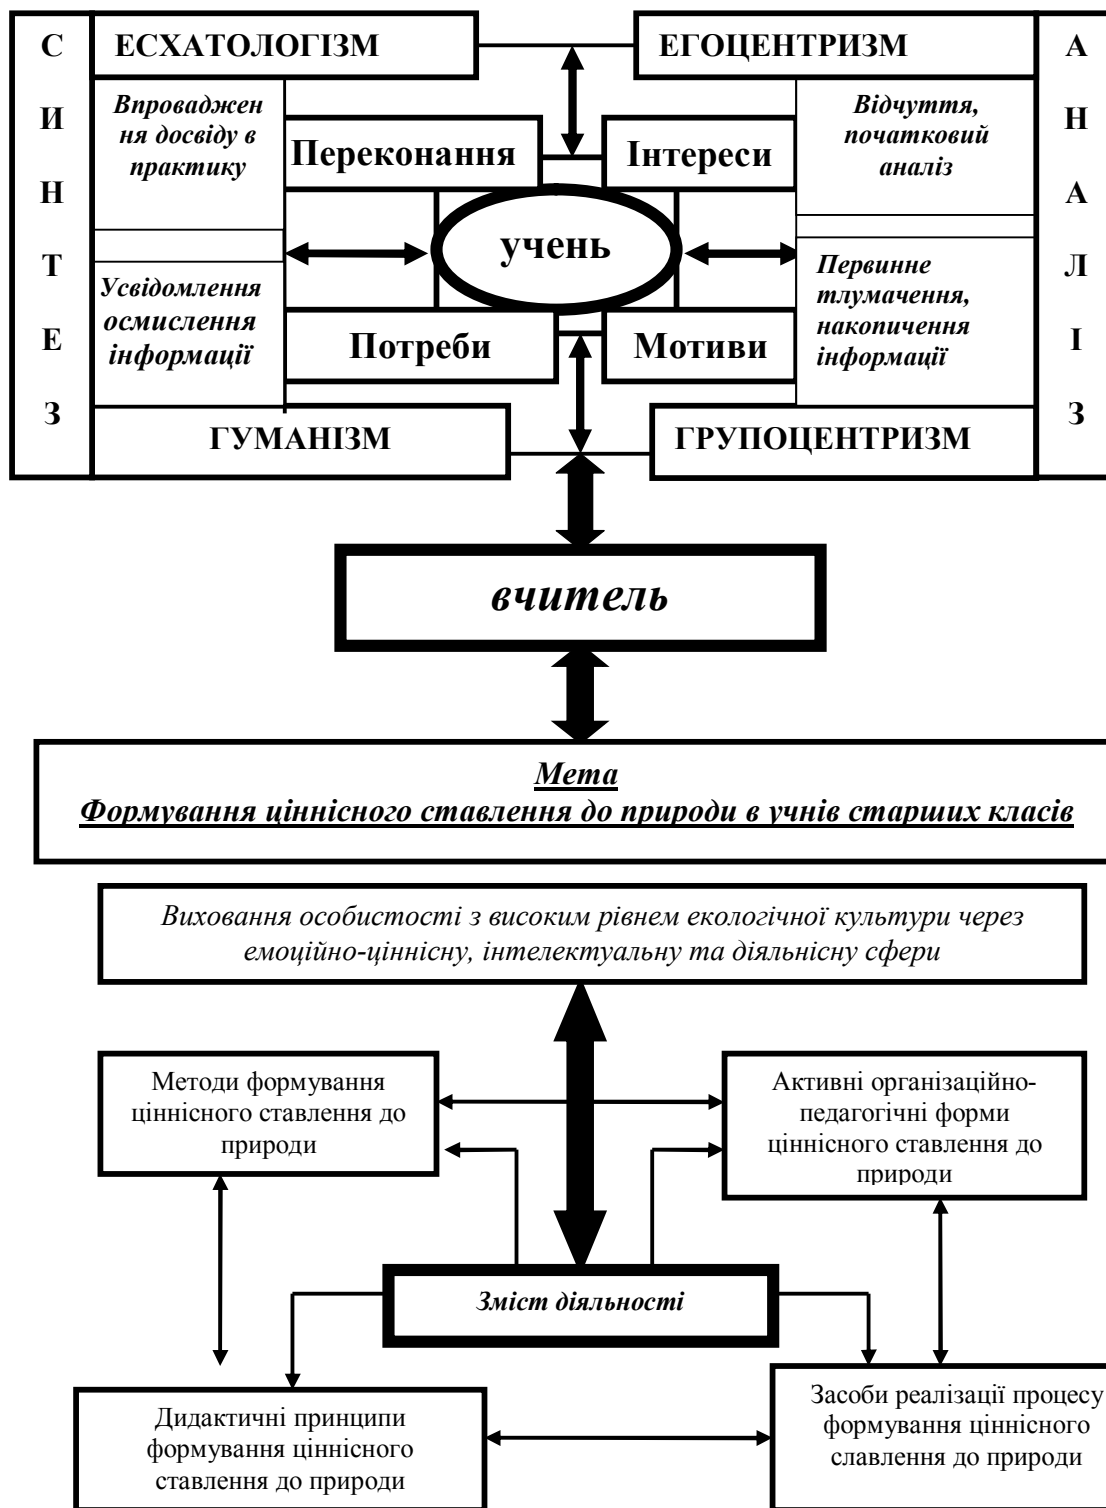 СИНТЕЗ
ЕСХАТОЛОГІЗМ
ЕГОЦЕНТРИЗМ
АНАЛІЗ
Впроваджен
ня досвіду в
практику
Відчуття,
початковий
аналіз
Переконання
Інтереси
учень
Усвідомлення
осмислення
інформації
Первинне
тлумачення,
накопичення
інформації
Потреби
Мотиви
ГУМАНІЗМ
ГРУПОЦЕНТРИЗМ
вчитель
Мета
Формування ціннісного ставлення до природи в учнів старших класів
Виховання особистості з високим рівнем екологічної культури через
емоційно-ціннісну, інтелектуальну та діяльнісну сфери
Методи формування
ціннісного ставлення до
природи
Активні організаційно-
педагогічні форми
ціннісного ставлення до
природи
Зміст діяльності
Дидактичні принципи
формування ціннісного
ставлення до природи
Засоби реалізації процесу
формування ціннісного
славлення до природи